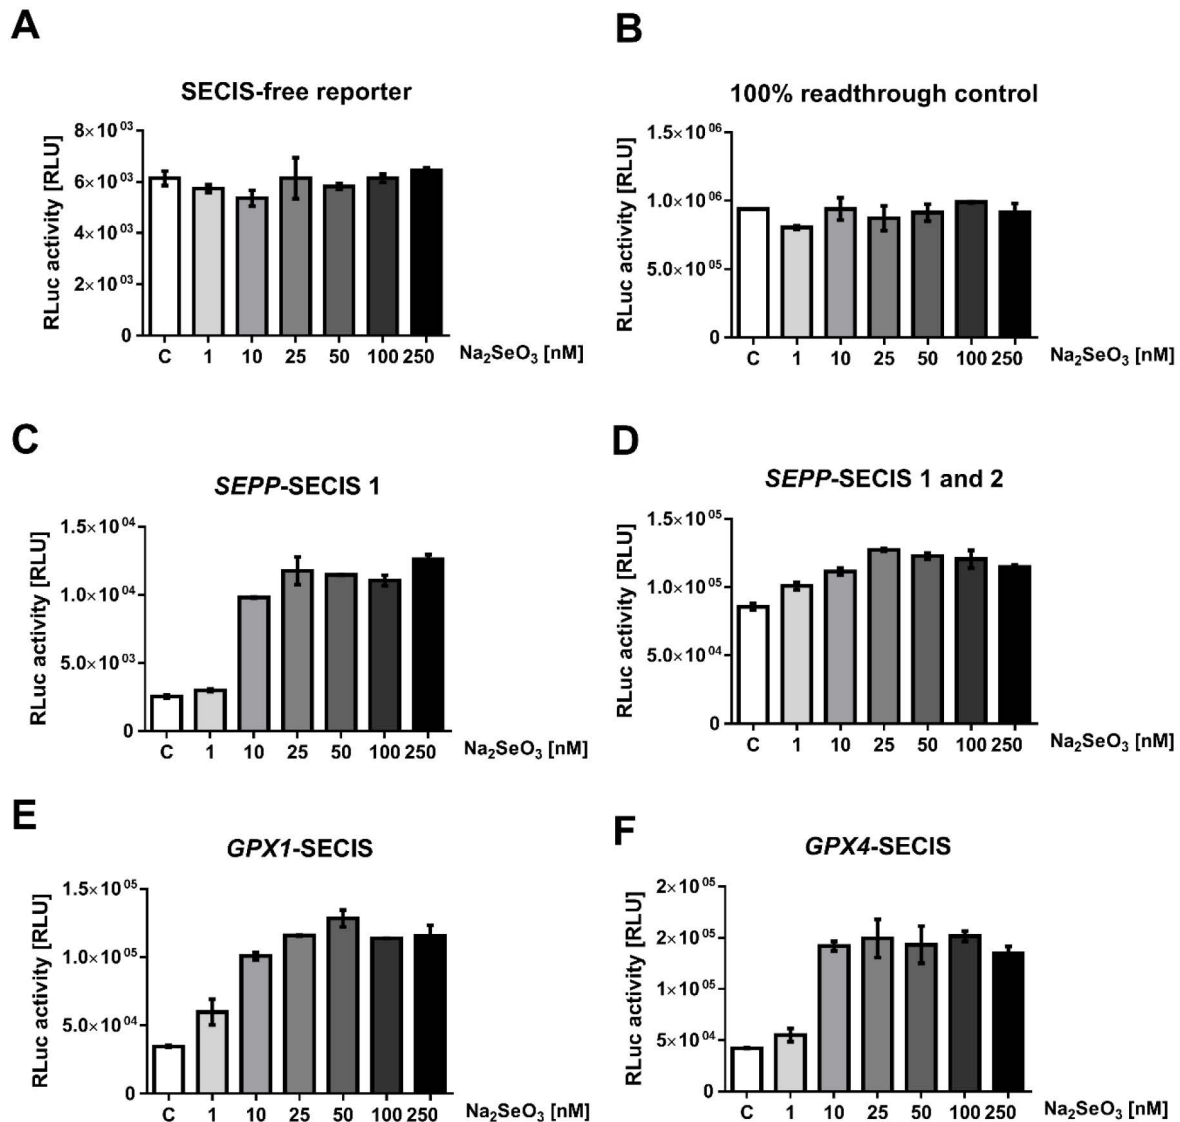 A
SECIS-free reporter
RLuc activity [RLU]
8×10⁰³
6×10⁰³
4×10⁰³
2×10⁰³
0
C 1 10 25 50 100 250 Na₂SeO₃ [nM]
B
100% readthrough control
RLuc activity [RLU]
1.5×10⁰⁶
1.0×10⁰⁶
5.0×10⁰⁵
0
C 1 10 25 50 100 250 Na₂SeO₃ [nM]
C
SEPP-SECIS 1
RLuc activity [RLU]
1.5×10⁰⁴
1.0×10⁰⁴
5.0×10⁰³
0
C 1 10 25 50 100 250 Na₂SeO₃ [nM]
D
SEPP-SECIS 1 and 2
RLuc activity [RLU]
1.5×10⁰⁵
1.0×10⁰⁵
5.0×10⁰⁴
0
C 1 10 25 50 100 250 Na₂SeO₃ [nM]
E
GPX1-SECIS
RLuc activity [RLU]
1.5×10⁰⁵
1.0×10⁰⁵
5.0×10⁰⁴
0
C 1 10 25 50 100 250 Na₂SeO₃ [nM]
F
GPX4-SECIS
RLuc activity [RLU]
2×10⁰⁵
2×10⁰⁵
1×10⁰⁵
5×10⁰⁴
0
C 1 10 25 50 100 250 Na₂SeO₃ [nM]